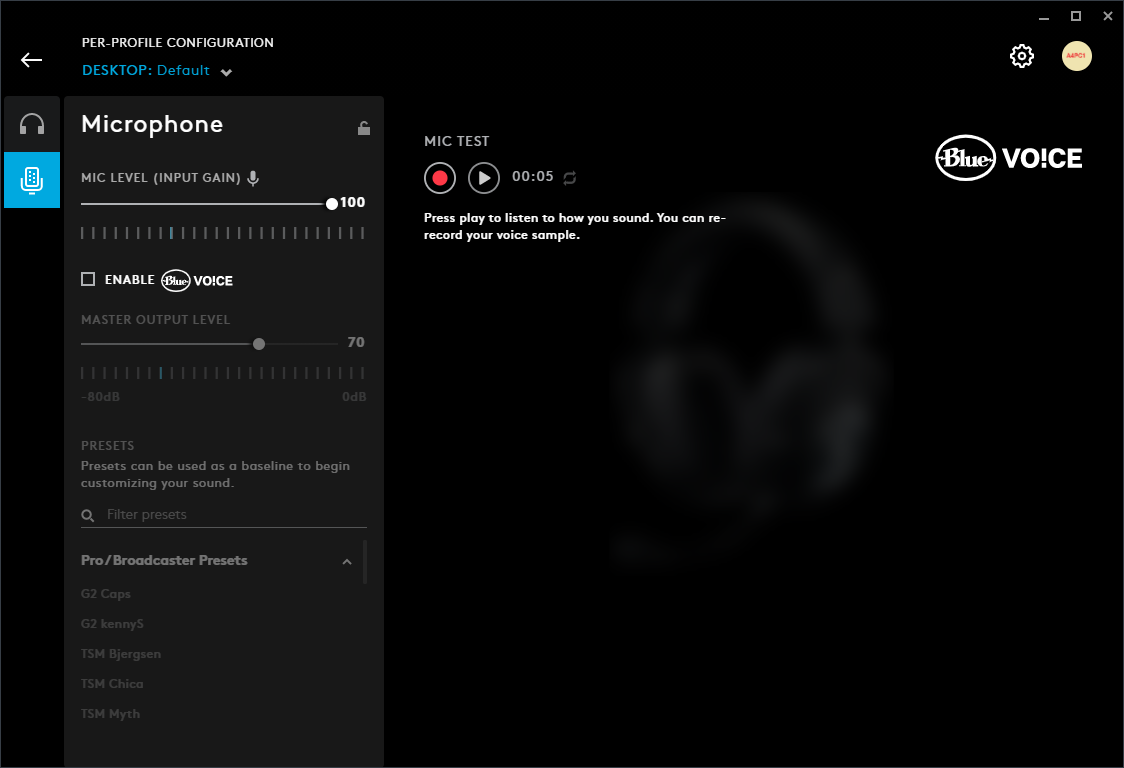 PER-PROFILE CONFIGURATION
DESKTOP: Default
Microphone
MIC LEVEL (INPUT GAIN)
100
ENABLE Blue VO!CE
MASTER OUTPUT LEVEL
70
-80dB 0dB
PRESETS
Presets can be used as a baseline to begin
customizing your sound.
Filter presets
Pro/Broadcaster Presets
G2 Caps
G2 kennyS
TSM Bjergsen
TSM Chica
TSM Myth
MIC TEST
00:05
Press play to listen to how you sound. You can re-
record your voice sample.
Blue VO!CE